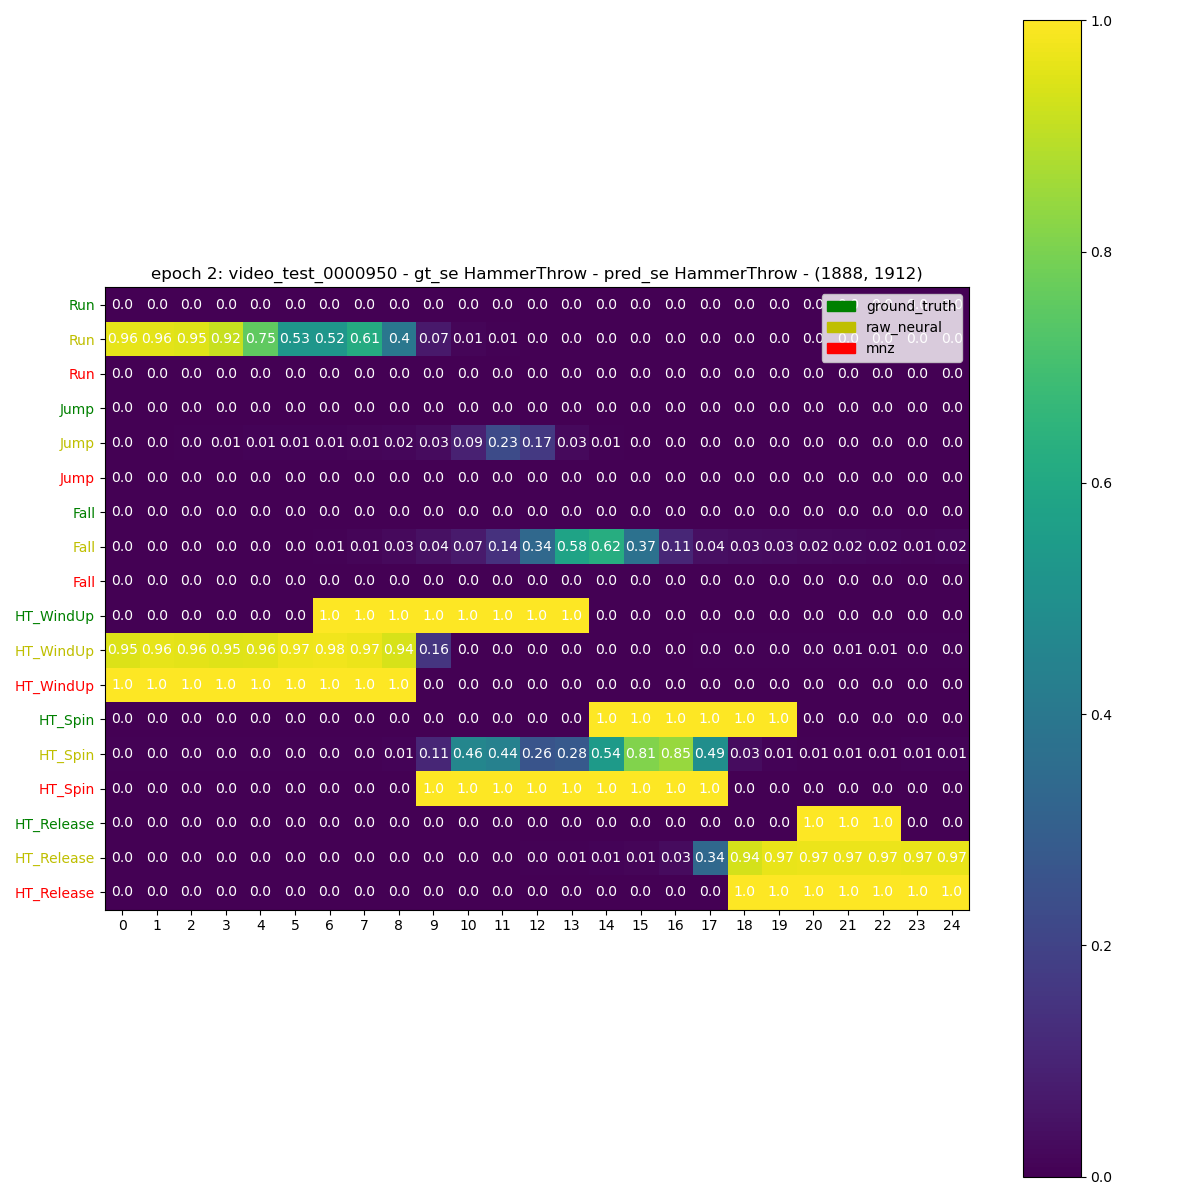 epoch 2: video_test_0000950 - gt_se HammerThrow - pred_se HammerThrow - (1888, 1912)
Run 0.0 0.0 0.0 0.0 0.0 0.0 0.0 0.0 0.0 0.0 0.0 0.0 0.0 0.0 0.0 0.0 0.0 0.0 0.0 0.0 0.0 0.0 0.0 0.0 0.0
ground_truth
Run 0.96 0.96 0.95 0.92 0.75 0.53 0.52 0.61 0.4 0.07 0.01 0.01 0.0 0.0 0.0 0.0 0.0 0.0 0.0 0.0 0.0 0.0 0.0 0.0 0.0
raw_neural
mnz
Run 0.0 0.0 0.0 0.0 0.0 0.0 0.0 0.0 0.0 0.0 0.0 0.0 0.0 0.0 0.0 0.0 0.0 0.0 0.0 0.0 0.0 0.0 0.0 0.0 0.0
Jump 0.0 0.0 0.0 0.0 0.0 0.0 0.0 0.0 0.0 0.0 0.0 0.0 0.0 0.0 0.0 0.0 0.0 0.0 0.0 0.0 0.0 0.0 0.0 0.0 0.0
Jump 0.0 0.0 0.0 0.01 0.01 0.01 0.01 0.01 0.02 0.03 0.09 0.23 0.17 0.03 0.01 0.0 0.0 0.0 0.0 0.0 0.0 0.0 0.0 0.0 0.0
Jump 0.0 0.0 0.0 0.0 0.0 0.0 0.0 0.0 0.0 0.0 0.0 0.0 0.0 0.0 0.0 0.0 0.0 0.0 0.0 0.0 0.0 0.0 0.0 0.0 0.0
Fall 0.0 0.0 0.0 0.0 0.0 0.0 0.0 0.0 0.0 0.0 0.0 0.0 0.0 0.0 0.0 0.0 0.0 0.0 0.0 0.0 0.0 0.0 0.0 0.0 0.0
Fall 0.0 0.0 0.0 0.0 0.0 0.0 0.01 0.01 0.03 0.04 0.07 0.14 0.34 0.58 0.62 0.37 0.11 0.04 0.03 0.03 0.02 0.02 0.02 0.01 0.02
Fall 0.0 0.0 0.0 0.0 0.0 0.0 0.0 0.0 0.0 0.0 0.0 0.0 0.0 0.0 0.0 0.0 0.0 0.0 0.0 0.0 0.0 0.0 0.0 0.0 0.0
HT_WindUp 0.0 0.0 0.0 0.0 0.0 0.0 1.0 1.0 1.0 1.0 1.0 1.0 1.0 1.0 0.0 0.0 0.0 0.0 0.0 0.0 0.0 0.0 0.0 0.0 0.0
HT_WindUp 0.95 0.96 0.96 0.95 0.96 0.97 0.98 0.97 0.94 0.16 0.0 0.0 0.0 0.0 0.0 0.0 0.0 0.0 0.0 0.0 0.0 0.01 0.01 0.0 0.0
HT_WindUp 1.0 1.0 1.0 1.0 1.0 1.0 1.0 1.0 1.0 0.0 0.0 0.0 0.0 0.0 0.0 0.0 0.0 0.0 0.0 0.0 0.0 0.0 0.0 0.0 0.0
HT_Spin 0.0 0.0 0.0 0.0 0.0 0.0 0.0 0.0 0.0 0.0 0.0 0.0 0.0 0.0 1.0 1.0 1.0 1.0 1.0 1.0 0.0 0.0 0.0 0.0 0.0
HT_Spin 0.0 0.0 0.0 0.0 0.0 0.0 0.0 0.0 0.01 0.11 0.46 0.44 0.26 0.28 0.54 0.81 0.85 0.49 0.03 0.01 0.01 0.01 0.01 0.01 0.01
HT_Spin 0.0 0.0 0.0 0.0 0.0 0.0 0.0 0.0 0.0 1.0 1.0 1.0 1.0 1.0 1.0 1.0 1.0 1.0 0.0 0.0 0.0 0.0 0.0 0.0 0.0
HT_Release 0.0 0.0 0.0 0.0 0.0 0.0 0.0 0.0 0.0 0.0 0.0 0.0 0.0 0.0 0.0 0.0 0.0 0.0 0.0 0.0 1.0 1.0 1.0 0.0 0.0
HT_Release 0.0 0.0 0.0 0.0 0.0 0.0 0.0 0.0 0.0 0.0 0.0 0.0 0.0 0.01 0.01 0.01 0.03 0.34 0.94 0.97 0.97 0.97 0.97 0.97 0.97
HT_Release 0.0 0.0 0.0 0.0 0.0 0.0 0.0 0.0 0.0 0.0 0.0 0.0 0.0 0.0 0.0 0.0 0.0 0.0 1.0 1.0 1.0 1.0 1.0 1.0 1.0
0 1 2 3 4 5 6 7 8 9 10 11 12 13 14 15 16 17 18 19 20 21 22 23 24
1.0
0.8
0.6
0.4
0.2
0.0